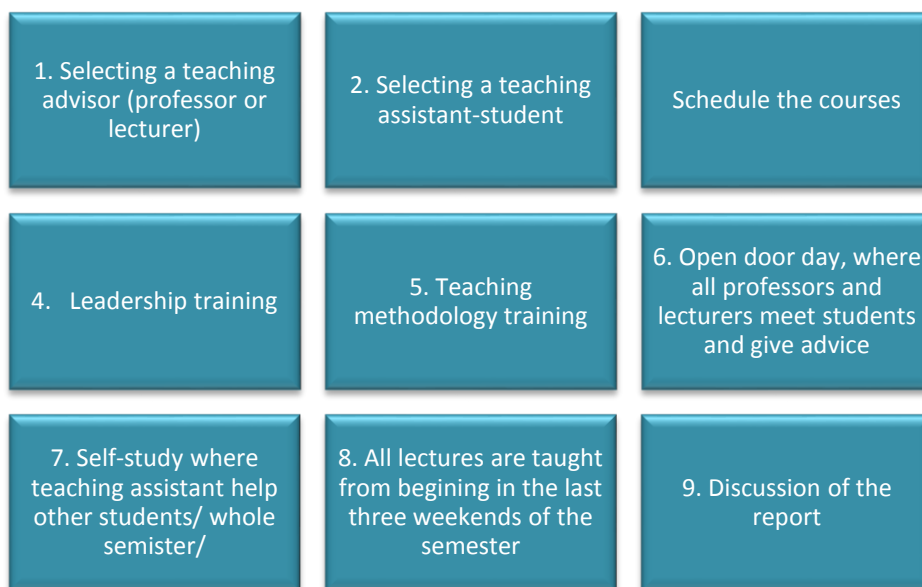 1. Selecting a teaching
advisor (professor or
lecturer)
2. Selecting a teaching
assistant-student
Schedule the courses
4. Leadership training
5. Teaching
methodology training
6. Open door day, where
all professors and
lecturers meet students
and give advice
7. Self-study where
teaching assistant help
other students/ whole
semister/
8. All lectures are taught
from begining in the last
three weekends of the
semester
9. Discussion of the
report